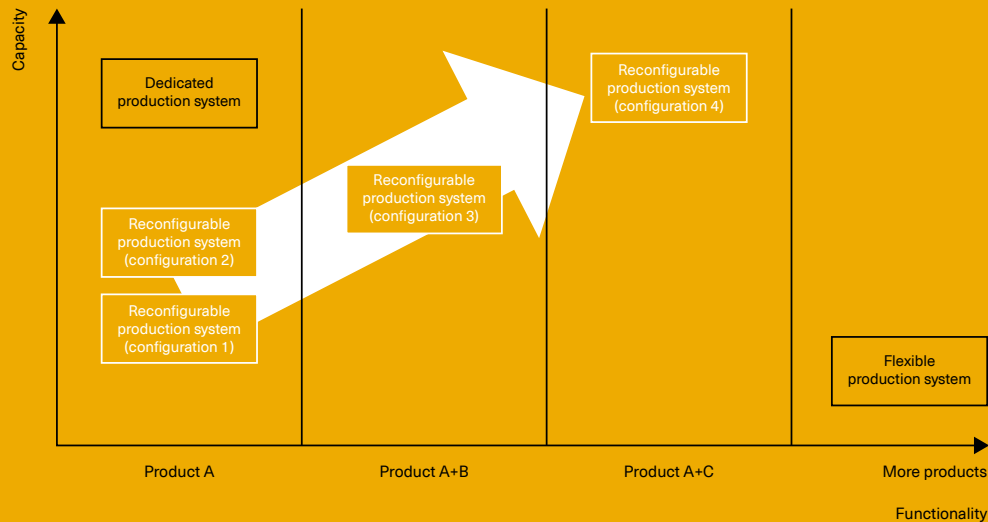 Capacity
Dedicated
production system
Reconfigurable
production system
(configuration 4)
Reconfigurable
production system
(configuration 3)
Reconfigurable
production system
(configuration 2)
Reconfigurable
production system
(configuration 1)
Flexible
production system
Product A
Product A+B
Product A+C
More products
Functionality